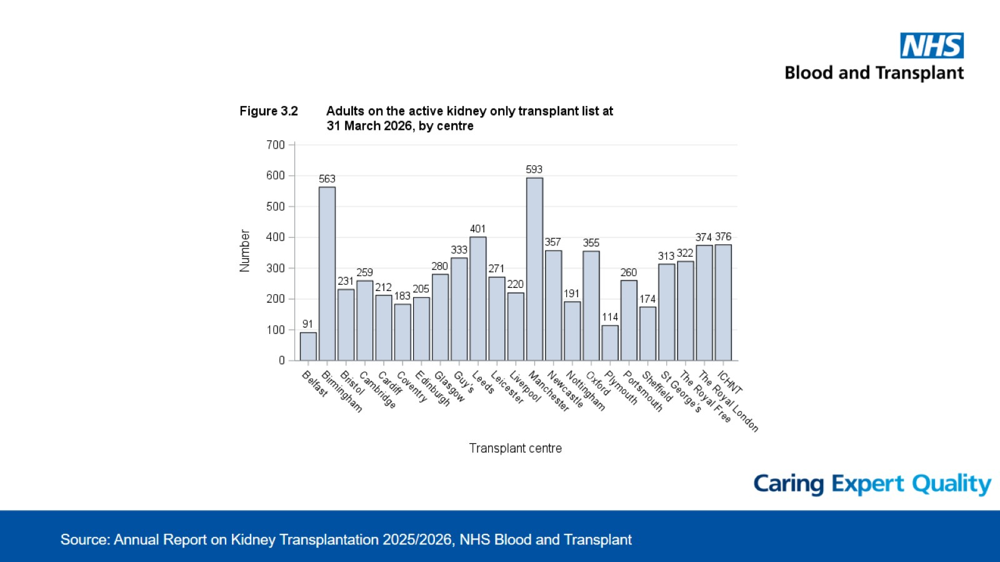 NHS
Blood and Transplant
Figure 3.2 Adults on the active kidney only transplant list at
31 March 2026, by centre
700
600
500
400
300
200
100
0
Number
91
563
231
259
212
183
205
280
333
401
271
220
593
357
191
355
114
260
174
313
322
374
376
Belfast
Birmingham
Bristol
Cambridge
Cardiff
Coventry
Edinburgh
Glasgow
Guy's
Leeds
Leicester
Liverpool
Manchester
Newcastle
Nottingham
Oxford
Plymouth
Portsmouth
Sheffield
St George's
The Royal Free
The Royal London
ICHNT
Transplant centre
Caring Expert Quality
Source: Annual Report on Kidney Transplantation 2025/2026, NHS Blood and Transplant